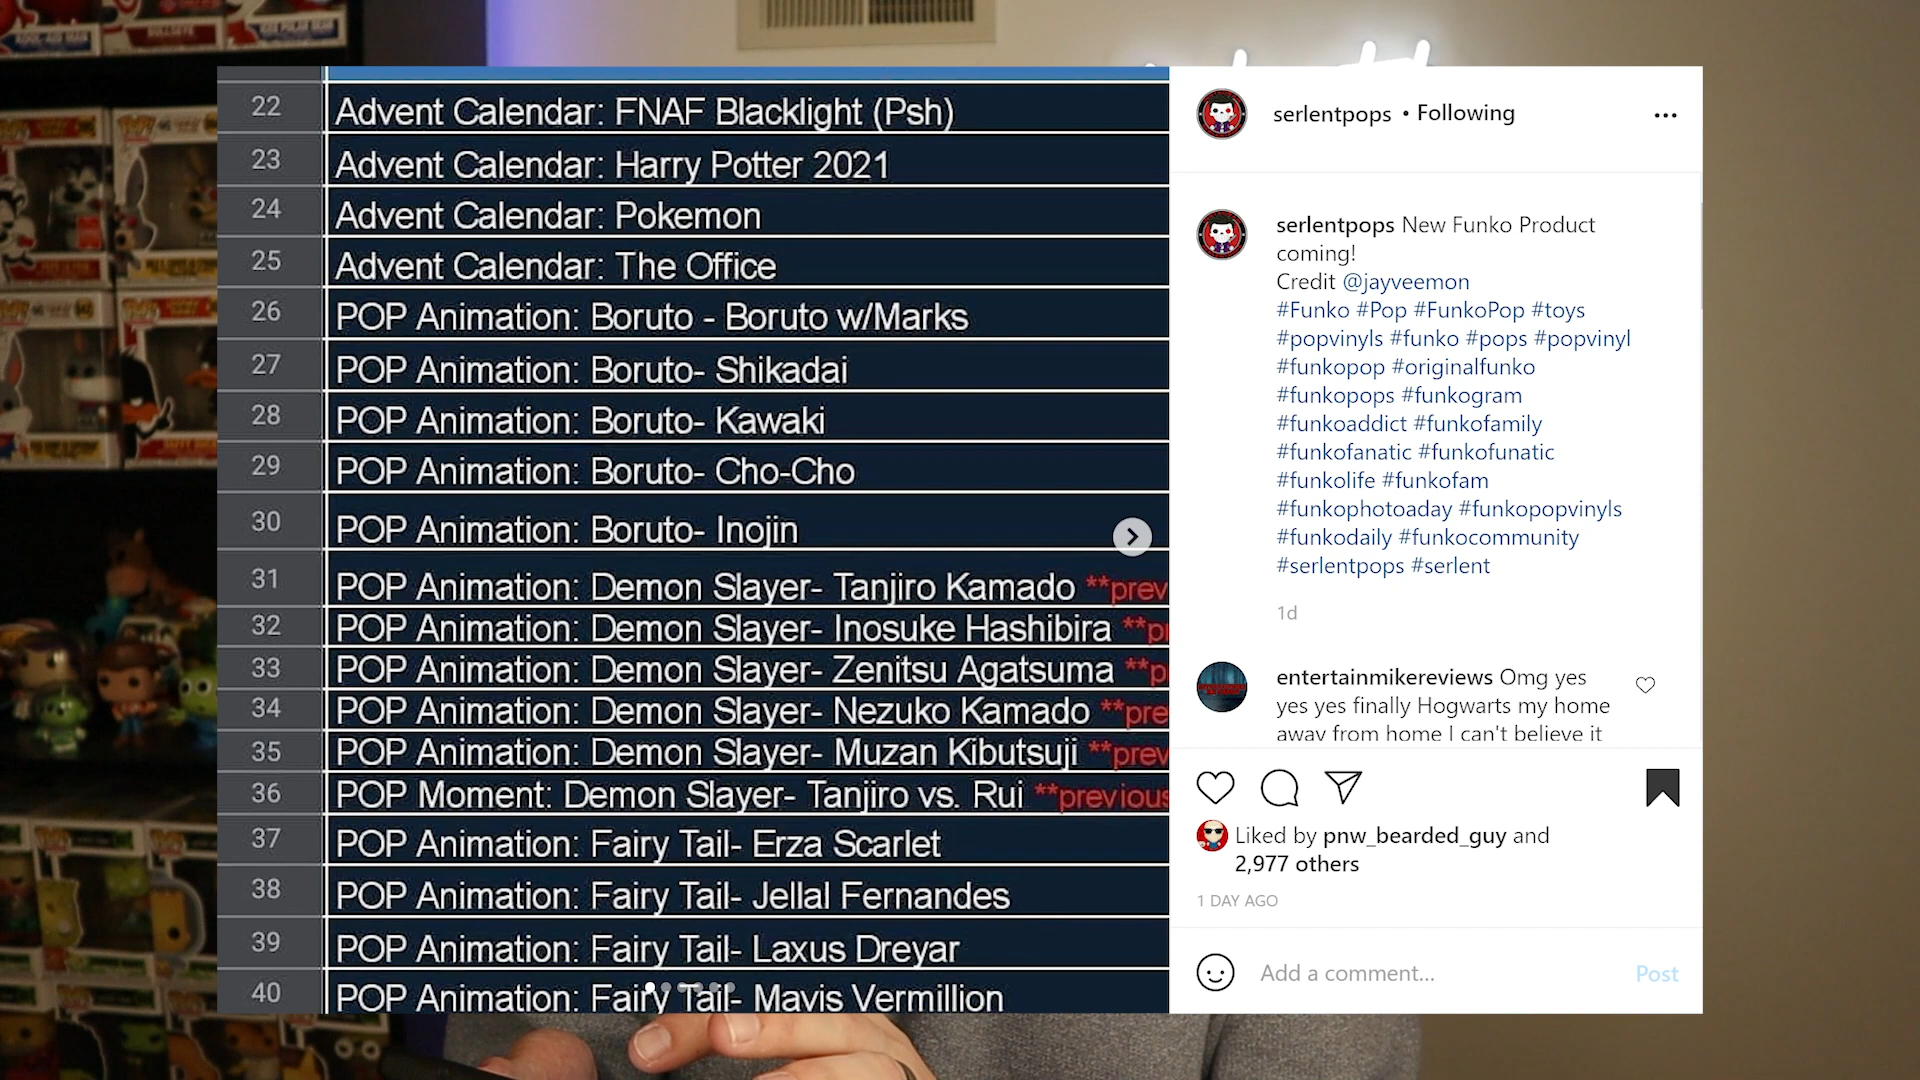 22 Advent Calendar: FNAF Blacklight (Psh)
23 Advent Calendar: Harry Potter 2021
24 Advent Calendar: Pokemon
25 Advent Calendar: The Office
26 POP Animation: Boruto - Boruto w/Marks
27 POP Animation: Boruto- Shikadai
28 POP Animation: Boruto- Kawaki
29 POP Animation: Boruto- Cho-Cho
30 POP Animation: Boruto- Inojin
31 POP Animation: Demon Slayer- Tanjiro Kamado **prev
32 POP Animation: Demon Slayer- Inosuke Hashibira **p
33 POP Animation: Demon Slayer- Zenitsu Agatsuma **p
34 POP Animation: Demon Slayer- Nezuko Kamado **pre
35 POP Animation: Demon Slayer- Muzan Kibutsuji **prev
36 POP Moment: Demon Slayer- Tanjiro vs. Rui **previous
37 POP Animation: Fairy Tail- Erza Scarlet
38 POP Animation: Fairy Tail- Jellal Fernandes
39 POP Animation: Fairy Tail- Laxus Dreyar
40 POP Animation: Fairy Tail- Mavis Vermillion
serlentpops • Following
serlentpops New Funko Product
coming!
Credit @jayveemon
#Funko #Pop #FunkoPop #toys
#popvinyls #funko #pops #popvinyl
#funkopop #originalfunko
#funkopops #funkogram
#funkoaddict #funkofamily
#funkofanatic #funkofunatic
#funkolife #funkofam
#funkophotoaday #funkopopvinyls
#funkodaily #funkocommunity
#serlentpops #serlent
1d
entertainmikereviews Omg yes
yes yes finally Hogwarts my home
away from home I can't believe it
Liked by pnw_bearded_guy and
2,977 others
1 DAY AGO
Add a comment...
Post